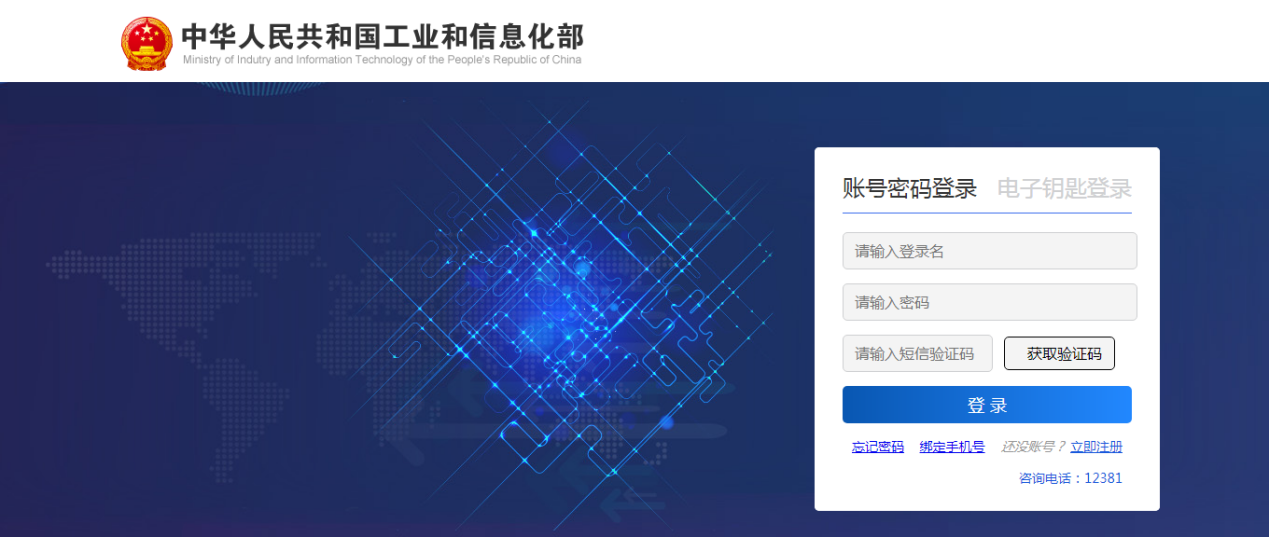 中华人民共和国工业和信息化部
Ministry of Indutry and Information Technology of the People's Republic of China
账号密码登录 电子钥匙登录
请输入登录名
请输入密码
请输入短信验证码 获取验证码
登 录
忘记密码 绑定手机号 还没账号？立即注册
咨询电话：12381